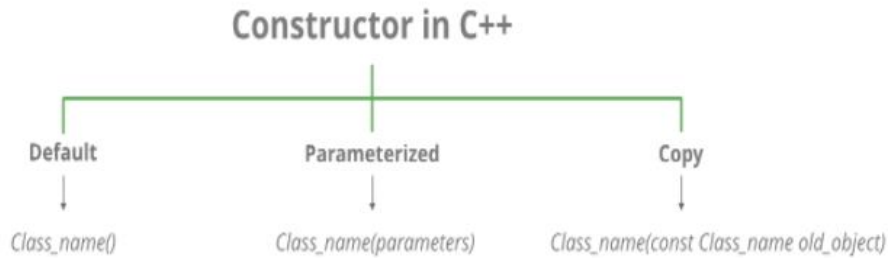 Constructor in C++
Default
Parameterized
Copy
Class_name()
Class_name(parameters)
Class_name(const Class_name old_object)